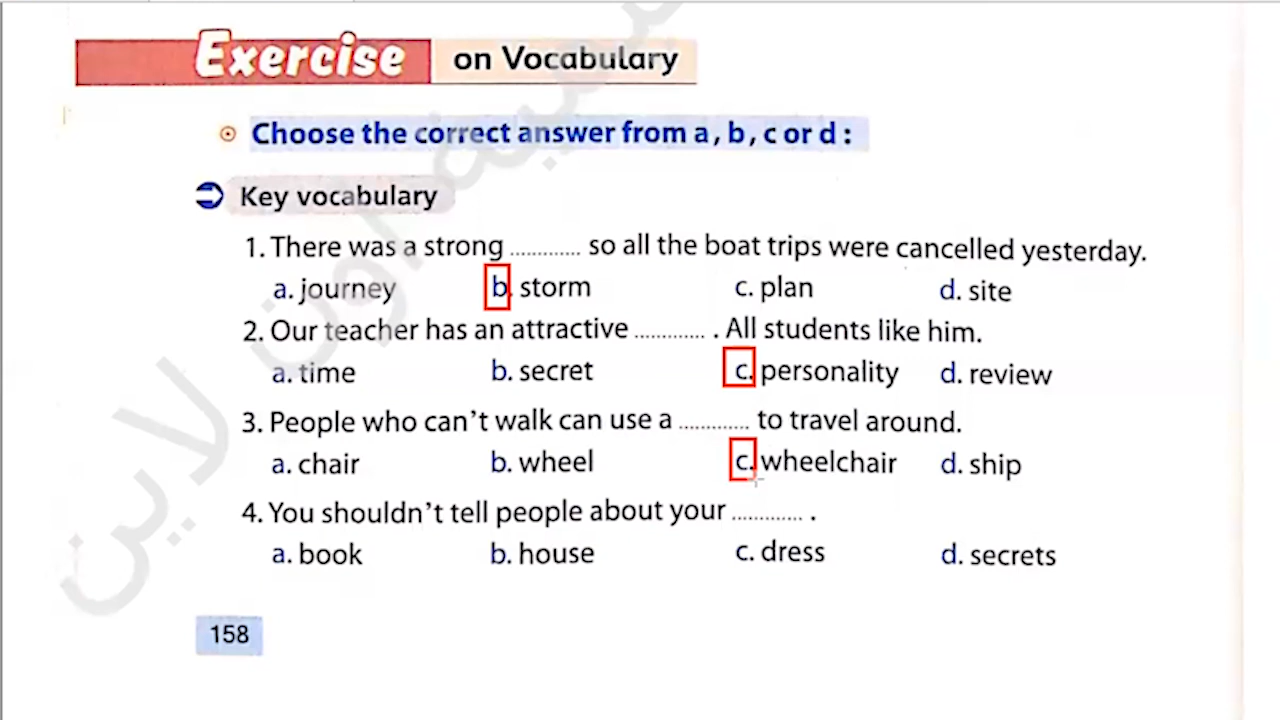 Exercise on Vocabulary
Choose the correct answer from a, b, c or d :
Key vocabulary
1. There was a strong ............ so all the boat trips were cancelled yesterday.
a. journey b. storm c. plan d. site
2. Our teacher has an attractive ............ . All students like him.
a. time b. secret c. personality d. review
3. People who can't walk can use a ............ to travel around.
a. chair b. wheel c. wheelchair d. ship
4. You shouldn't tell people about your ............ .
a. book b. house c. dress d. secrets
158
اون لاين